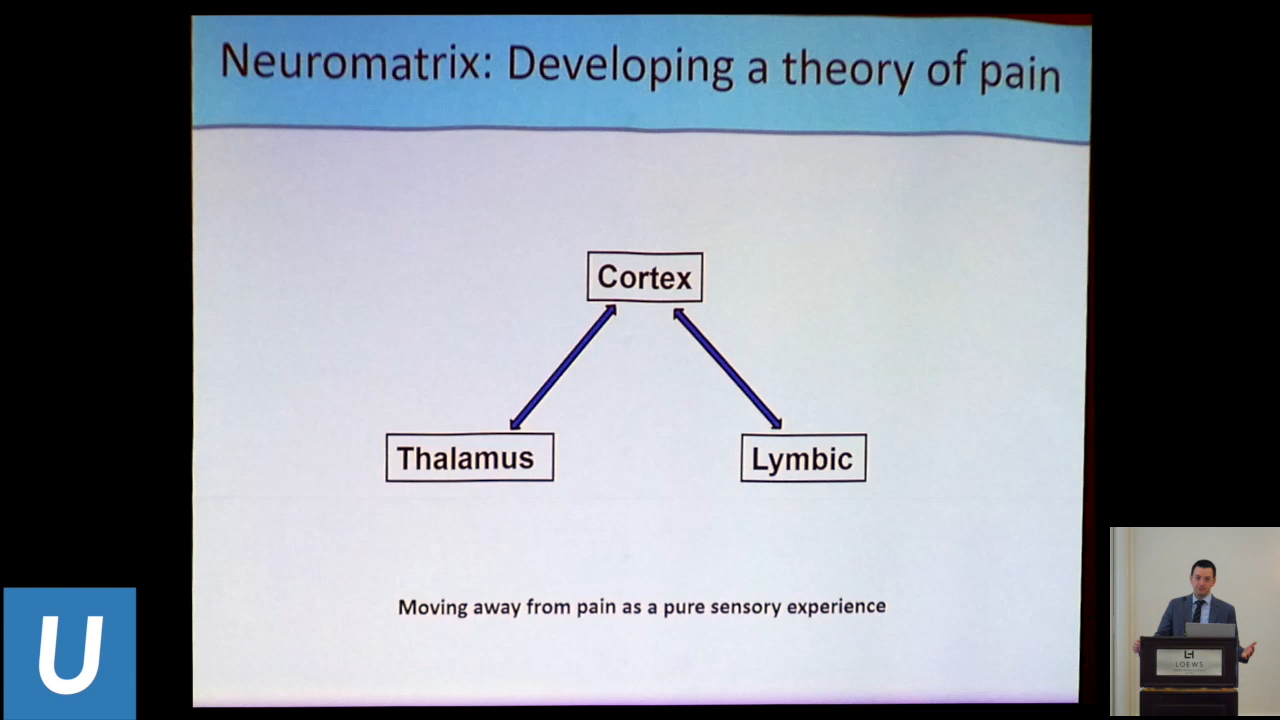 Neuromatrix: Developing a theory of pain
Cortex
Thalamus
Lymbic
Moving away from pain as a pure sensory experience
U
LOEWS